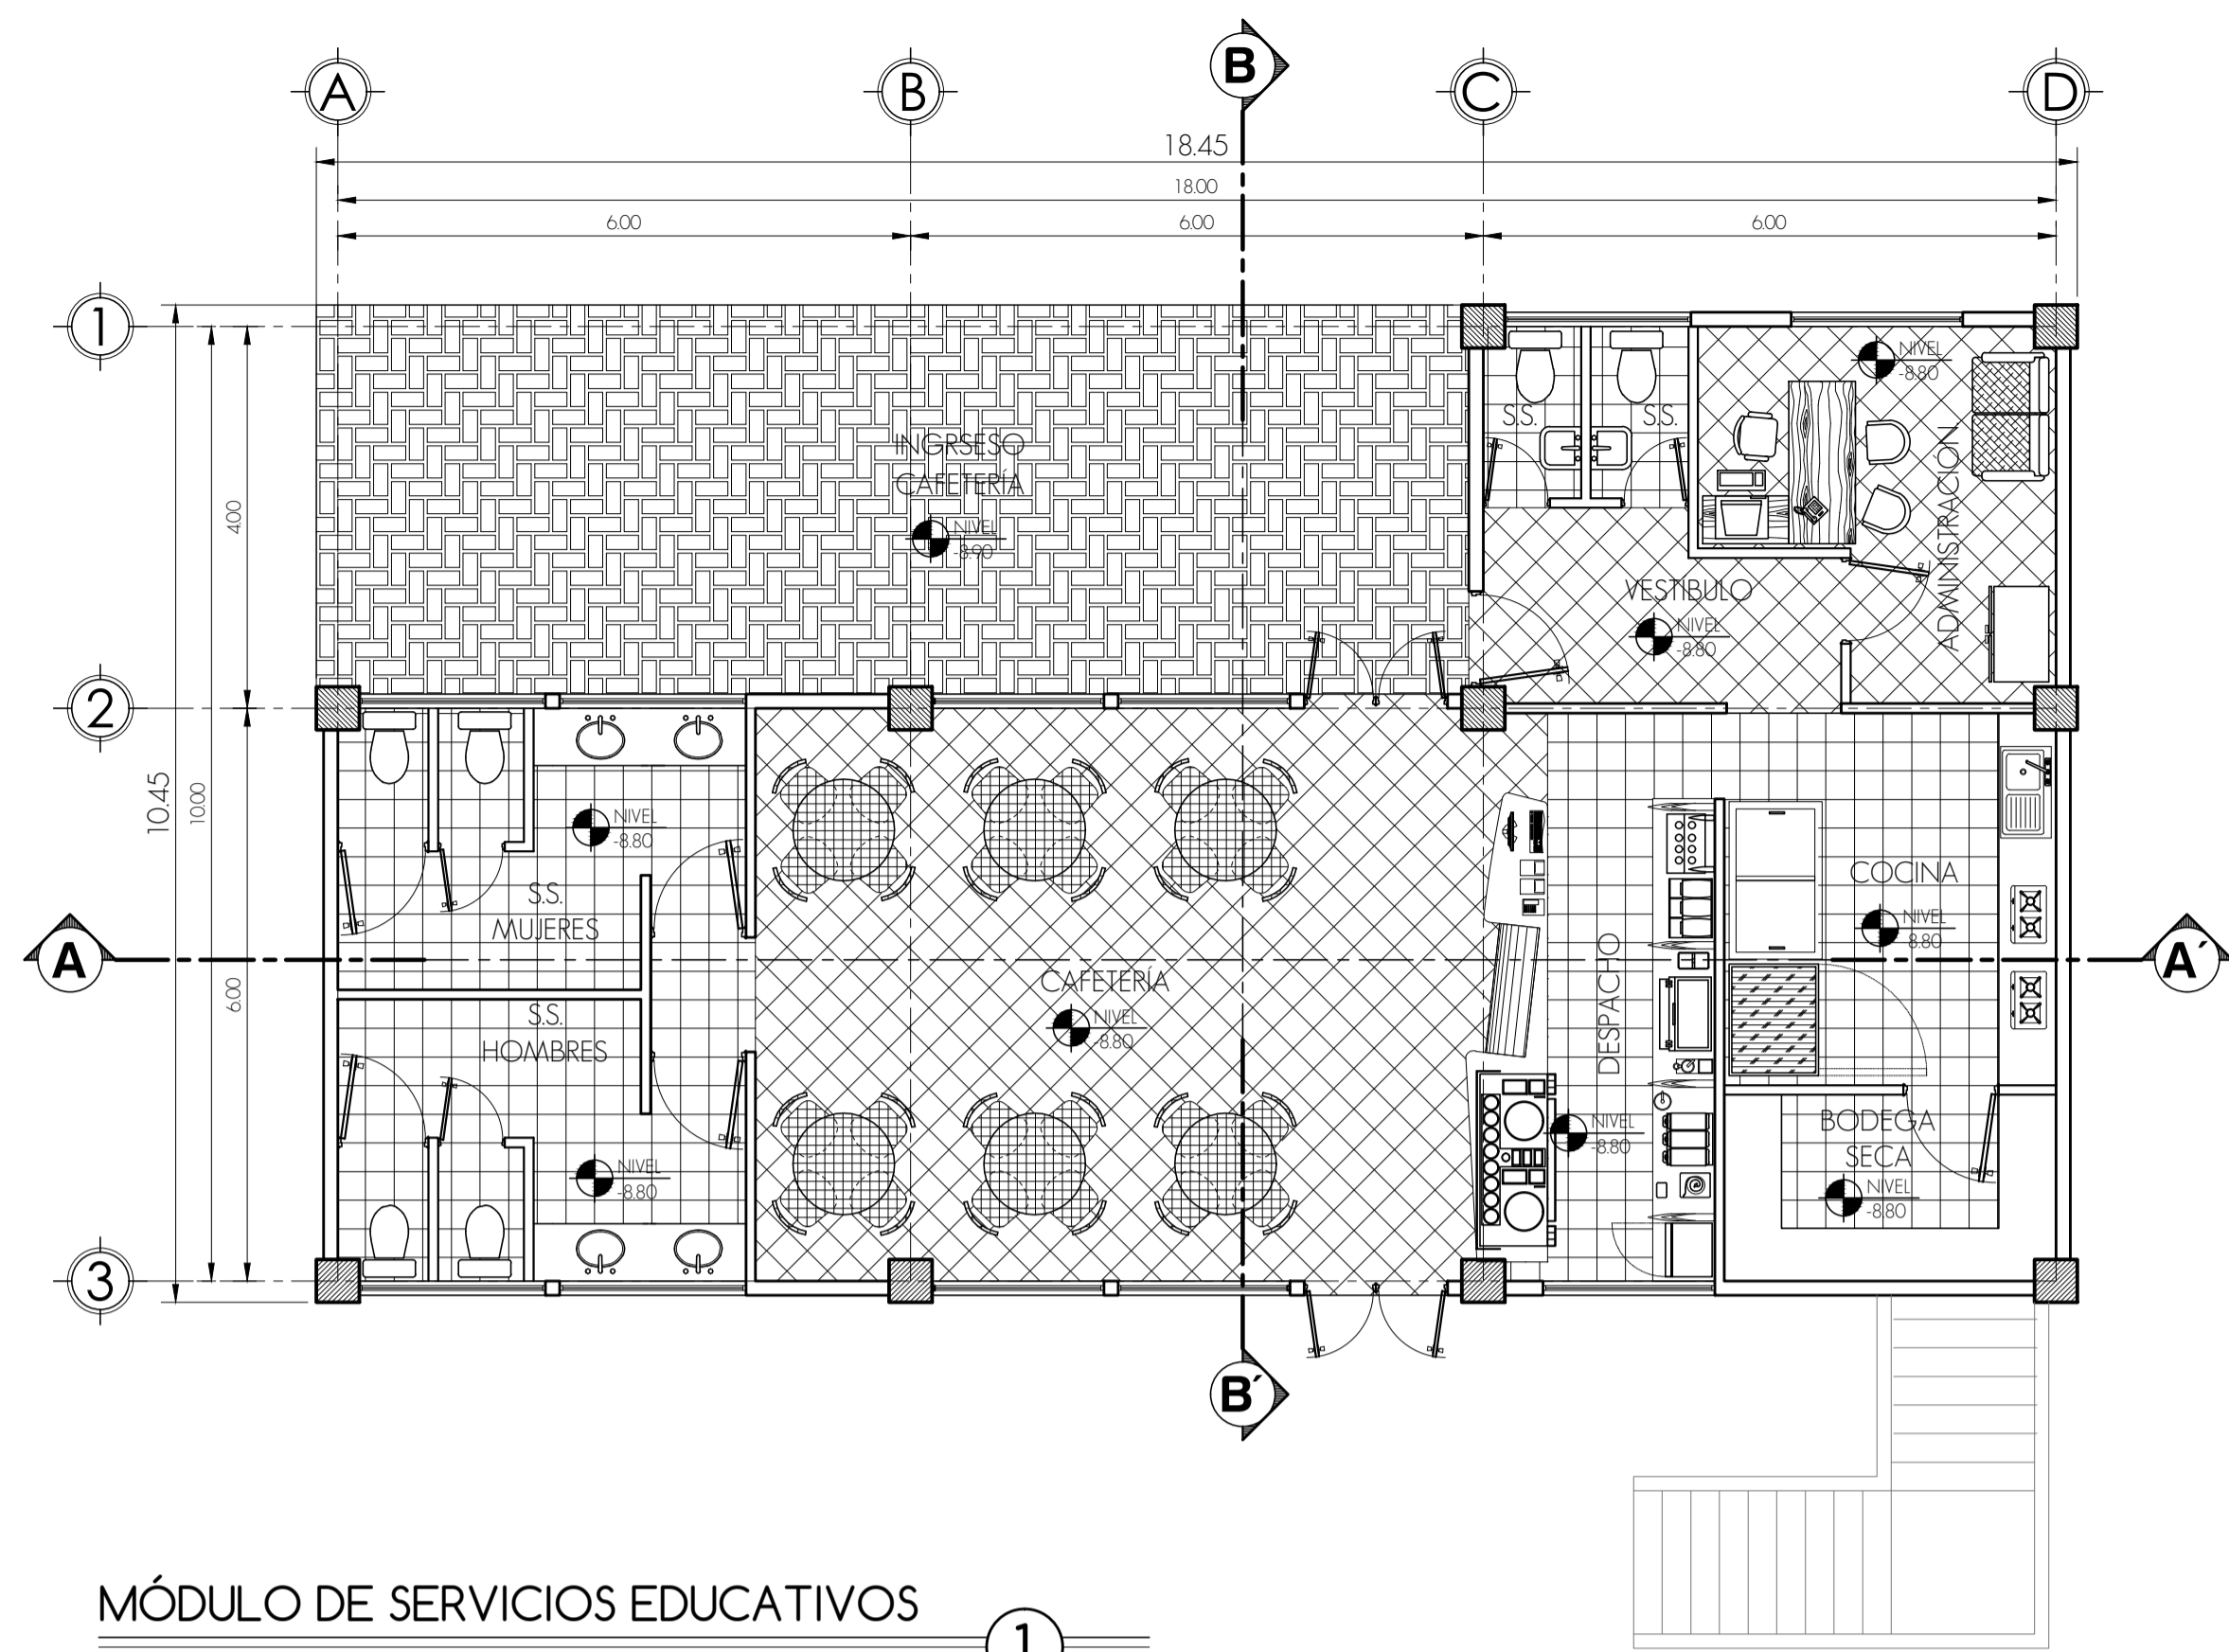 A
B
B
C
D
18.45
18.00
6.00
6.00
6.00
1
2
3
4.00
10.45
10.00
6.00
INGRSESO
CAFETERÍA
NIVEL
-8.90
S.S.
S.S.
NIVEL
-8.80
ADMINISTRACIÓN
VESTIBULO
NIVEL
-8.80
NIVEL
-8.80
S.S.
MUJERES
S.S.
HOMBRES
NIVEL
-8.80
CAFETERÍA
NIVEL
-8.80
DESPACHO
NIVEL
-8.80
COCINA
NIVEL
-8.80
BODEGA
SECA
NIVEL
-8.80
A
A´
B´
MÓDULO DE SERVICIOS EDUCATIVOS
1